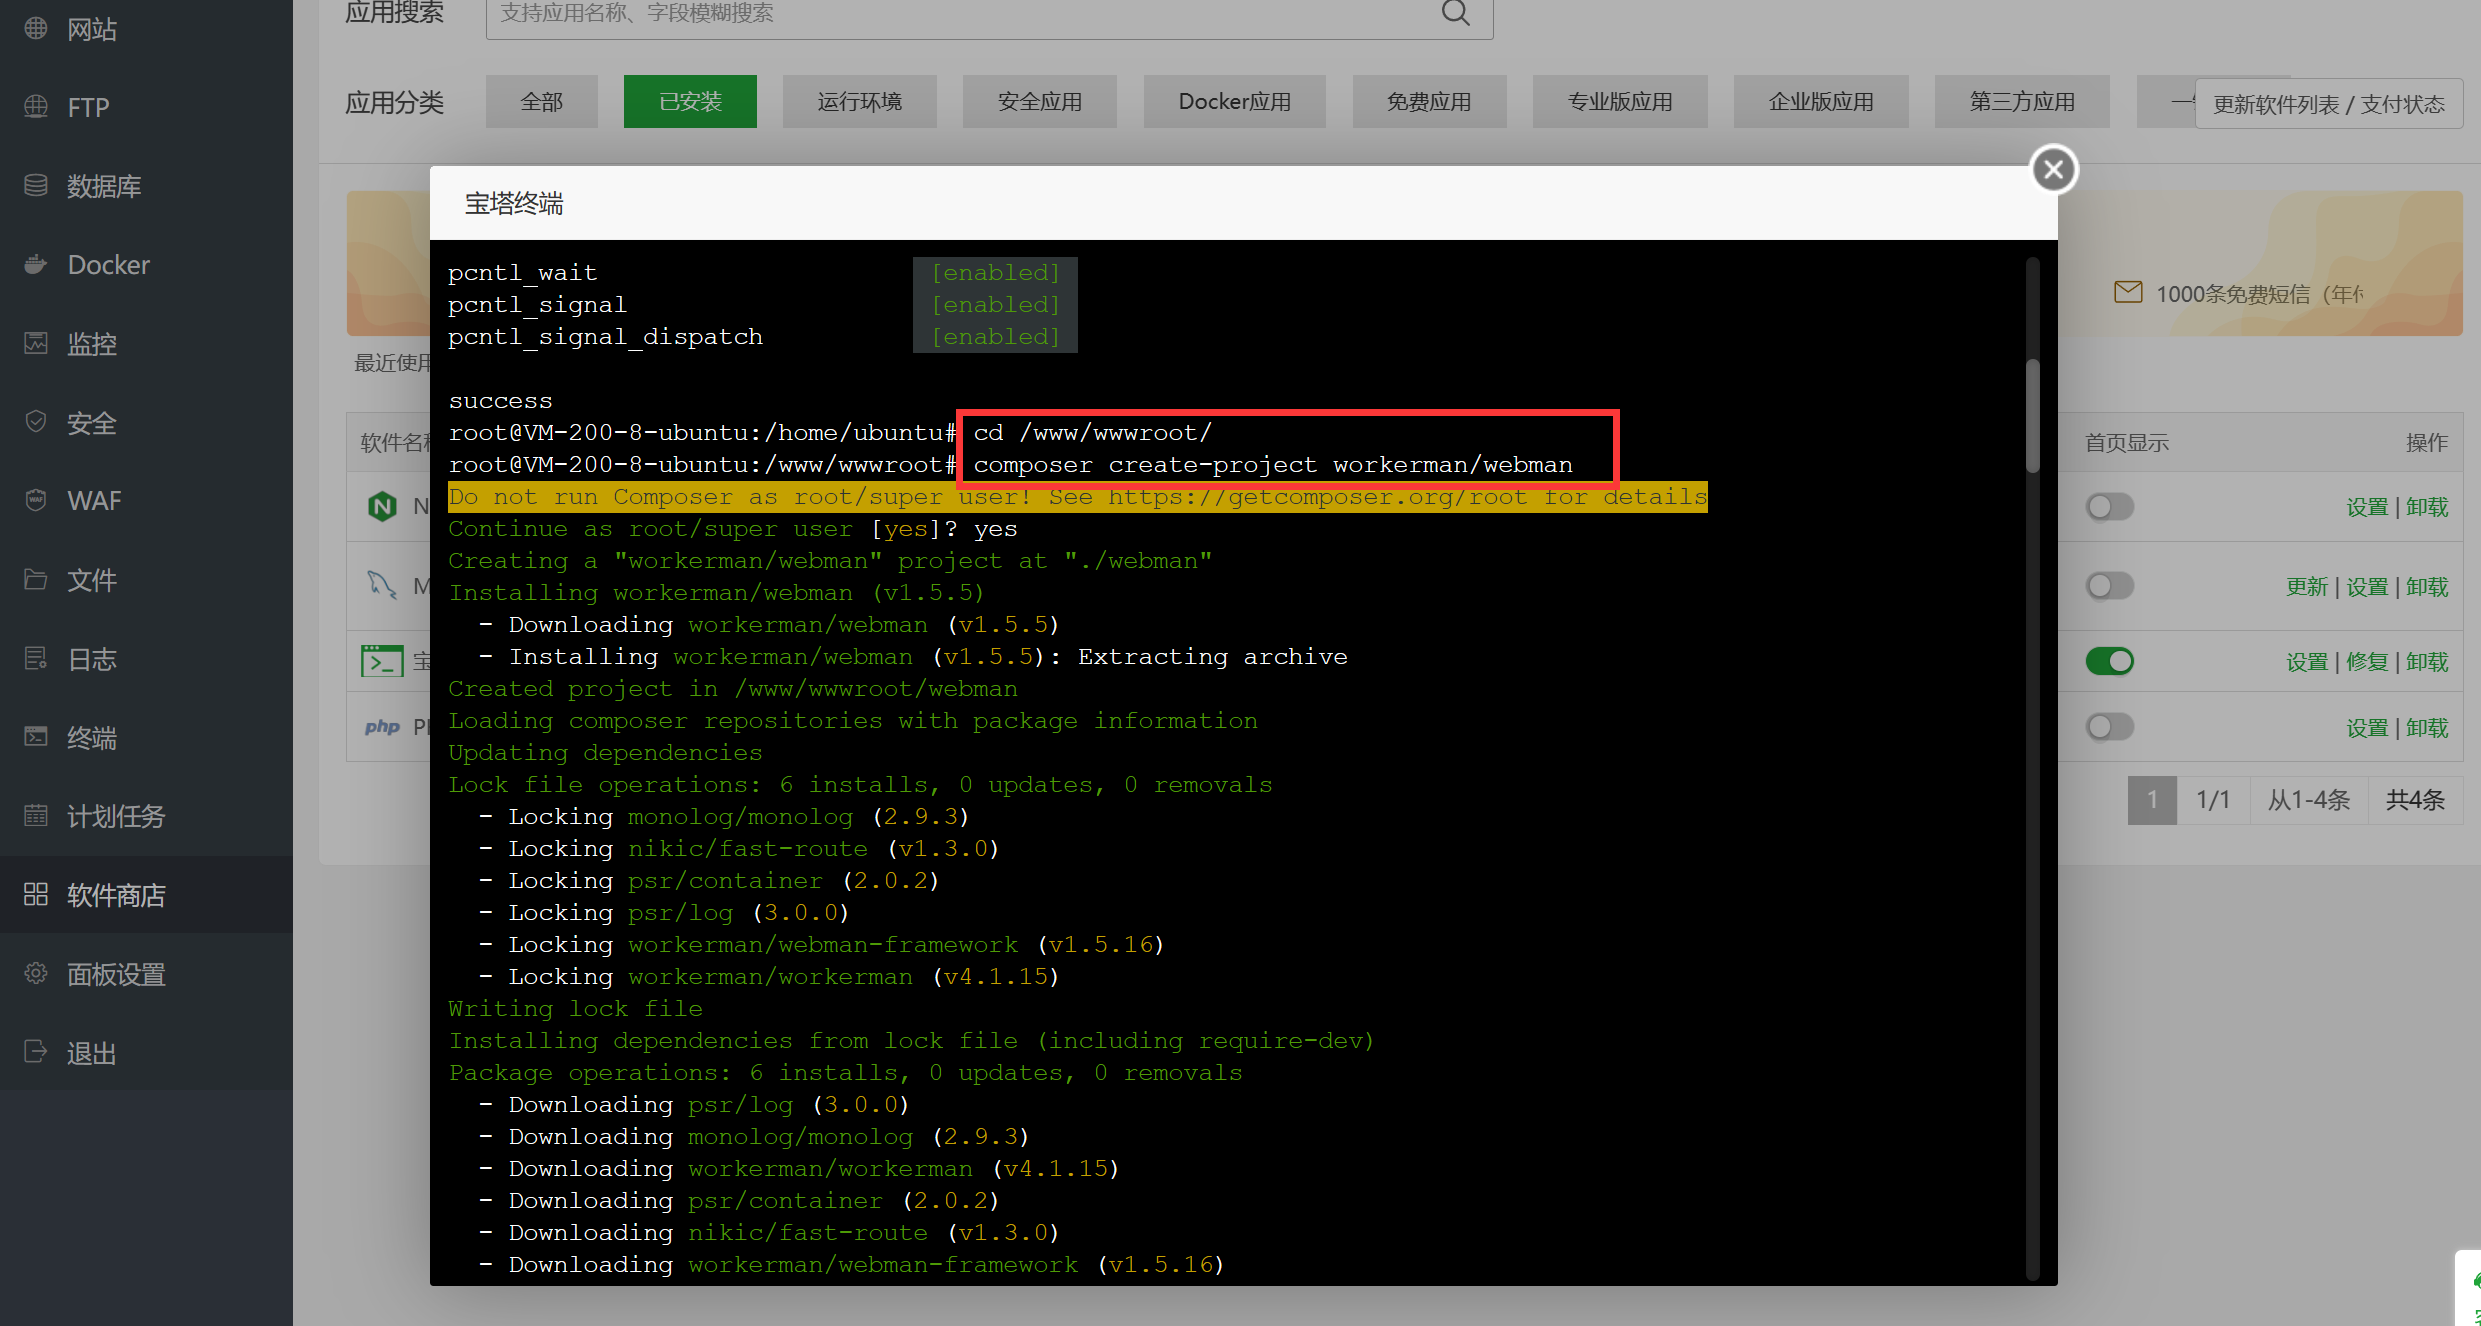 网站
FTP
数据库
Docker
监控
安全
WAF
文件
日志
终端
计划任务
软件商店
面板设置
退出
应用搜索 支持应用名称、字段模糊搜索
应用分类 全部 已安装 运行环境 安全应用 Docker应用 免费应用 专业版应用 企业版应用 第三方应用 更新软件列表 / 支付状态
1000条免费短信（年
最近使
软件名 首页显示 操作
N 设置 | 卸载
M 更新 | 设置 | 卸载
宝 设置 | 修复 | 卸载
php 设置 | 卸载
1 1/1 从1-4条 共4条
宝塔终端
pcntl_wait [enabled]
pcntl_signal [enabled]
pcntl_signal_dispatch [enabled]
success
root@VM-200-8-ubuntu:/home/ubuntu# cd /www/wwwroot/
root@VM-200-8-ubuntu:/www/wwwroot# composer create-project workerman/webman
Do not run Composer as root/super user! See https://getcomposer.org/root for details
Continue as root/super user [yes]? yes
Creating a "workerman/webman" project at "./webman"
Installing workerman/webman (v1.5.5)
- Downloading workerman/webman (v1.5.5)
- Installing workerman/webman (v1.5.5): Extracting archive
Created project in /www/wwwroot/webman
Loading composer repositories with package information
Updating dependencies
Lock file operations: 6 installs, 0 updates, 0 removals
- Locking monolog/monolog (2.9.3)
- Locking nikic/fast-route (v1.3.0)
- Locking psr/container (2.0.2)
- Locking psr/log (3.0.0)
- Locking workerman/webman-framework (v1.5.16)
- Locking workerman/workerman (v4.1.15)
Writing lock file
Installing dependencies from lock file (including require-dev)
Package operations: 6 installs, 0 updates, 0 removals
- Downloading psr/log (3.0.0)
- Downloading monolog/monolog (2.9.3)
- Downloading workerman/workerman (v4.1.15)
- Downloading psr/container (2.0.2)
- Downloading nikic/fast-route (v1.3.0)
- Downloading workerman/webman-framework (v1.5.16)